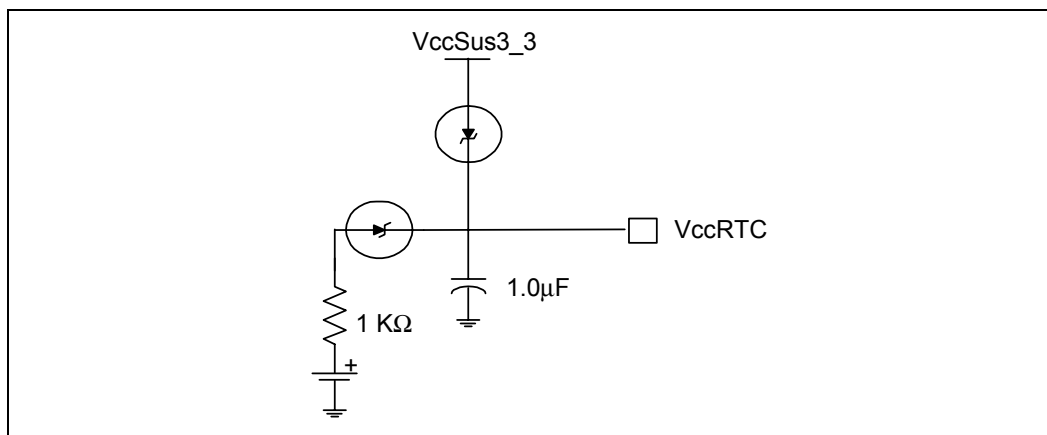 VccSus3_3
VccRTC
1.0μF
1 KΩ
+